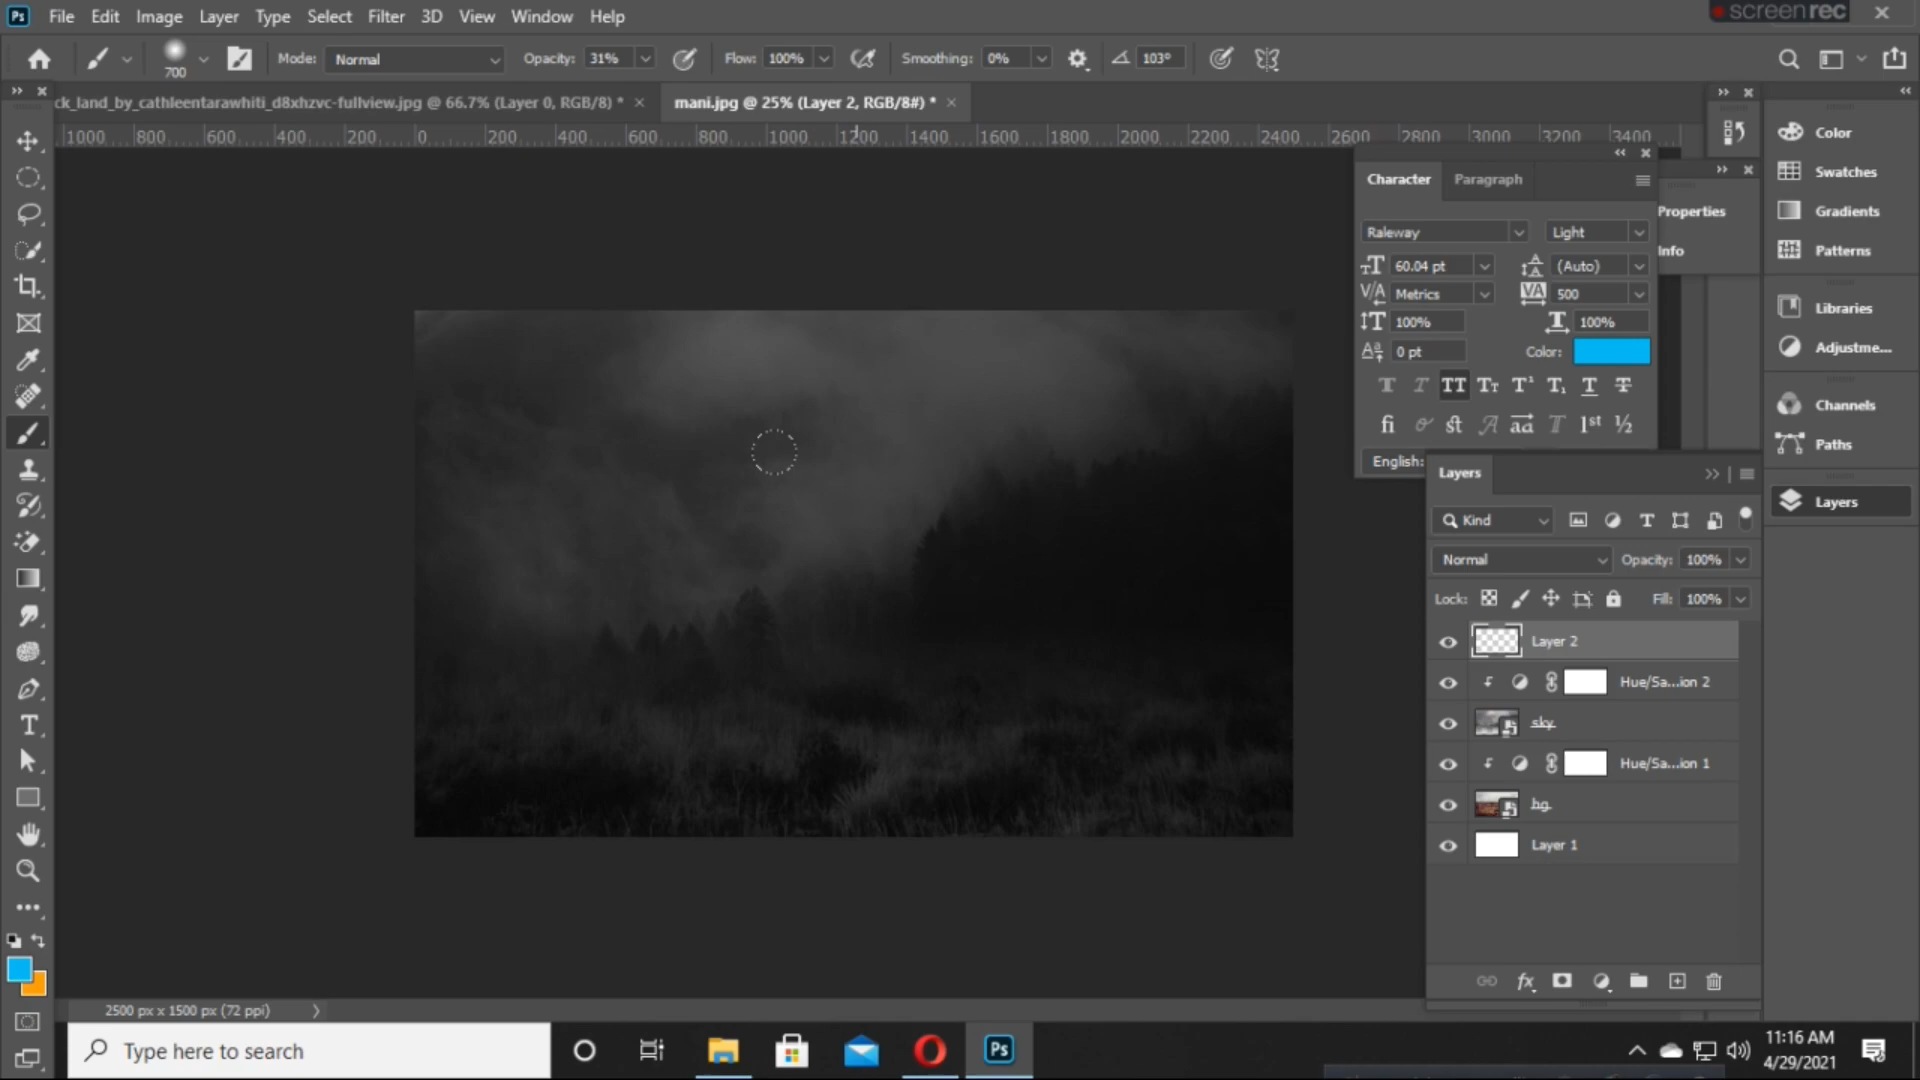 Ps File Edit Image Layer Type Select Filter 3D View Window Help
screenrec
700 Mode: Normal Opacity: 31% Flow: 100% Smoothing: 0% 103°
ck_land_by_cathleentarawhiti_d8xhzvc-fullview.jpg @ 66.7% (Layer 0, RGB/8) * mani.jpg @ 25% (Layer 2, RGB/8#) *
1000 800 600 400 200 0 200 400 600 800 1000 1200 1400 1600 1800 2000 2200 2400 2600 2800 3000 3200 3400
Character Paragraph
Raleway Light
60.04 pt (Auto)
Metrics 500
100% 100%
0 pt Color:
English:
Properties
Info
Color
Swatches
Gradients
Patterns
Libraries
Adjustme...
Channels
Paths
Layers
Layers
Kind
Normal Opacity: 100%
Lock: Fill: 100%
Layer 2
Hue/Sa...ion 2
sky
Hue/Sa...ion 1
bg
Layer 1
fx
2500 px x 1500 px (72 ppi)
Type here to search
Ps
11:16 AM
4/29/2021